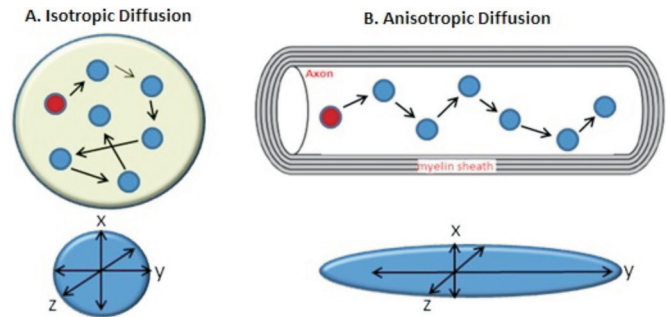 A. Isotropic Diffusion
B. Anisotropic Diffusion
Axon
myelin sheath
x
y
z
x
y
z